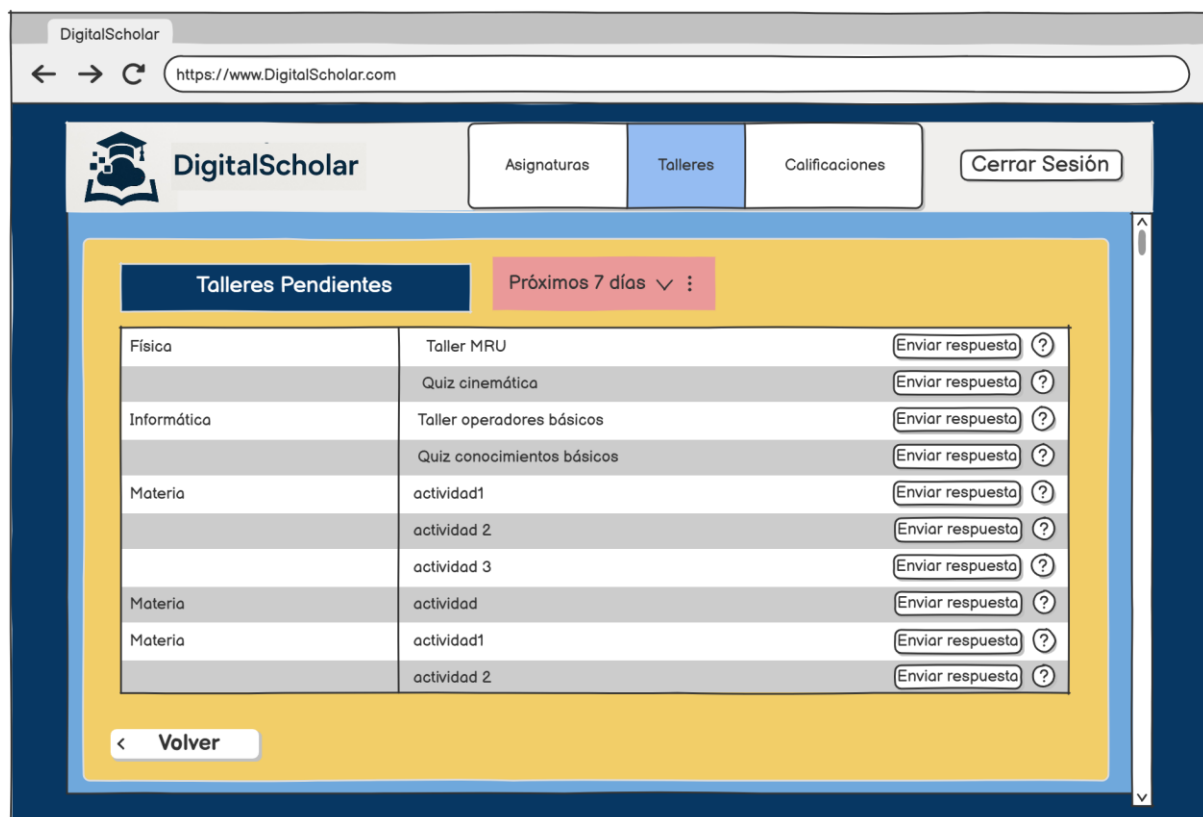 DigitalScholar
https://www.DigitalScholar.com
DigitalScholar
Asignaturas
Talleres
Calificaciones
Cerrar Sesión
Talleres Pendientes
Próximos 7 días
Física Taller MRU Enviar respuesta ?
Quiz cinemática Enviar respuesta ?
Informática Taller operadores básicos Enviar respuesta ?
Quiz conocimientos básicos Enviar respuesta ?
Materia actividad1 Enviar respuesta ?
actividad 2 Enviar respuesta ?
actividad 3 Enviar respuesta ?
Materia actividad Enviar respuesta ?
Materia actividad1 Enviar respuesta ?
actividad 2 Enviar respuesta ?
Volver